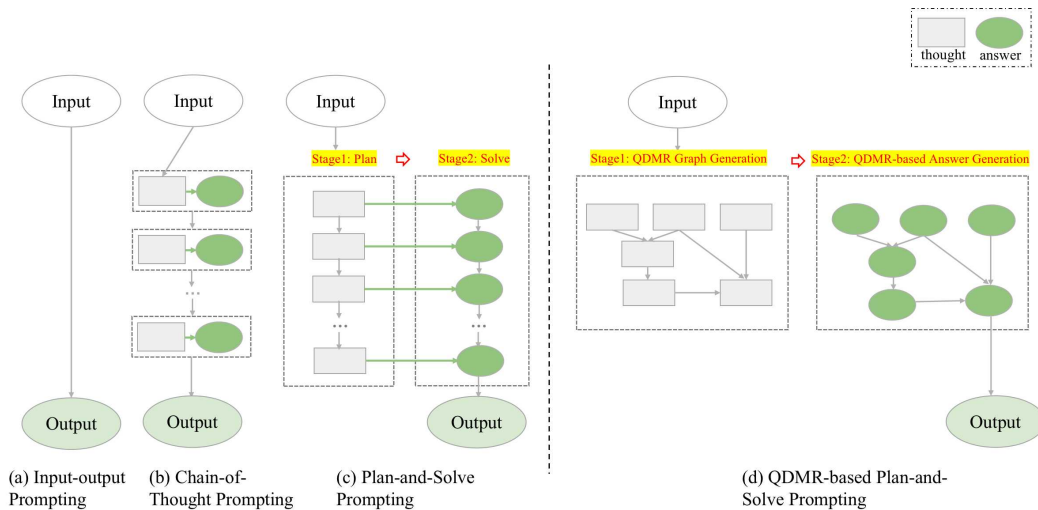 thought answer
Input
Input
Input
Input
Stage1: Plan
Stage2: Solve
Stage1: QDMR Graph Generation
Stage2: QDMR-based Answer Generation
...
...
...
Output
Output
Output
Output
(a) Input-output
Prompting
(b) Chain-of-
Thought Prompting
(c) Plan-and-Solve
Prompting
(d) QDMR-based Plan-and-
Solve Prompting